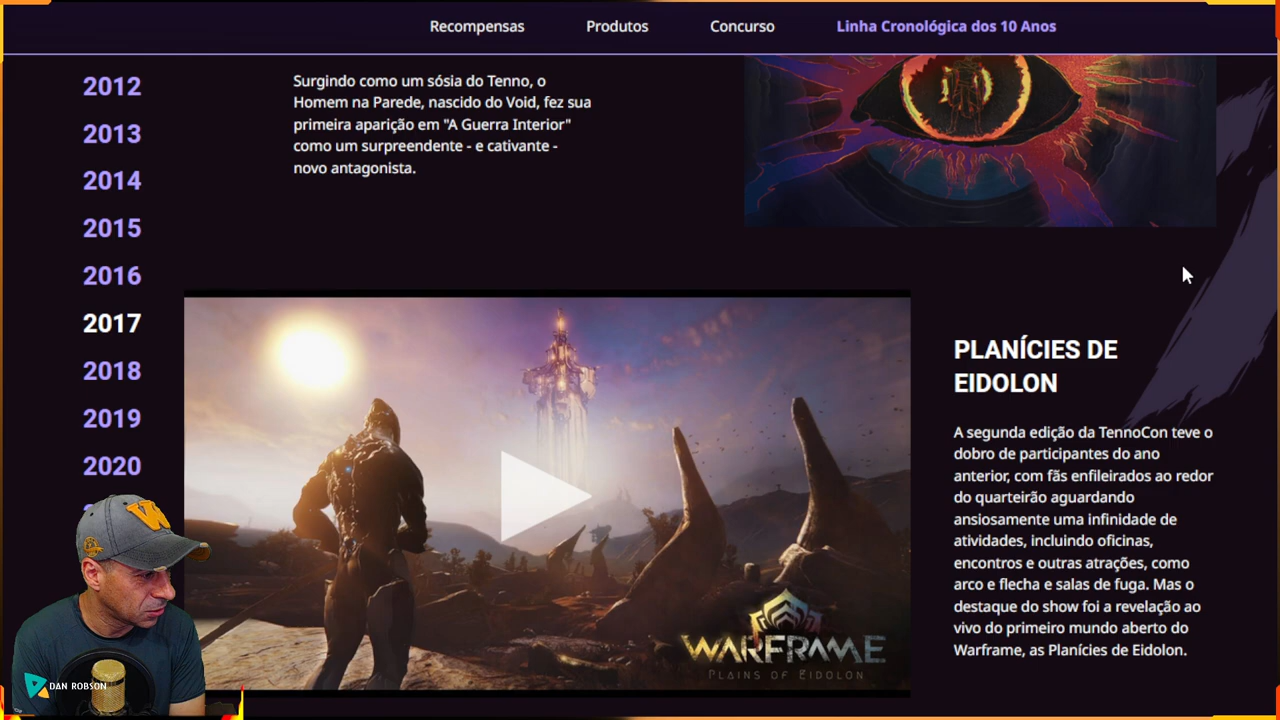 Recompensas
Produtos
Concurso
Linha Cronológica dos 10 Anos
2012
2013
2014
2015
2016
2017
2018
2019
2020
Surgindo como um sósia do Tenno, o
Homem na Parede, nascido do Void, fez sua
primeira aparição em "A Guerra Interior"
como um surpreendente - e cativante -
novo antagonista.
WARFRAME
PLAINS OF EIDOLON
PLANÍCIES DE
EIDOLON
A segunda edição da TennoCon teve o
dobro de participantes do ano
anterior, com fãs enfileirados ao redor
do quarteirão aguardando
ansiosamente uma infinidade de
atividades, incluindo oficinas,
encontros e outras atrações, como
arco e flecha e salas de fuga. Mas o
destaque do show foi a revelação ao
vivo do primeiro mundo aberto do
Warframe, as Planícies de Eidolon.
W
DAN ROBSON